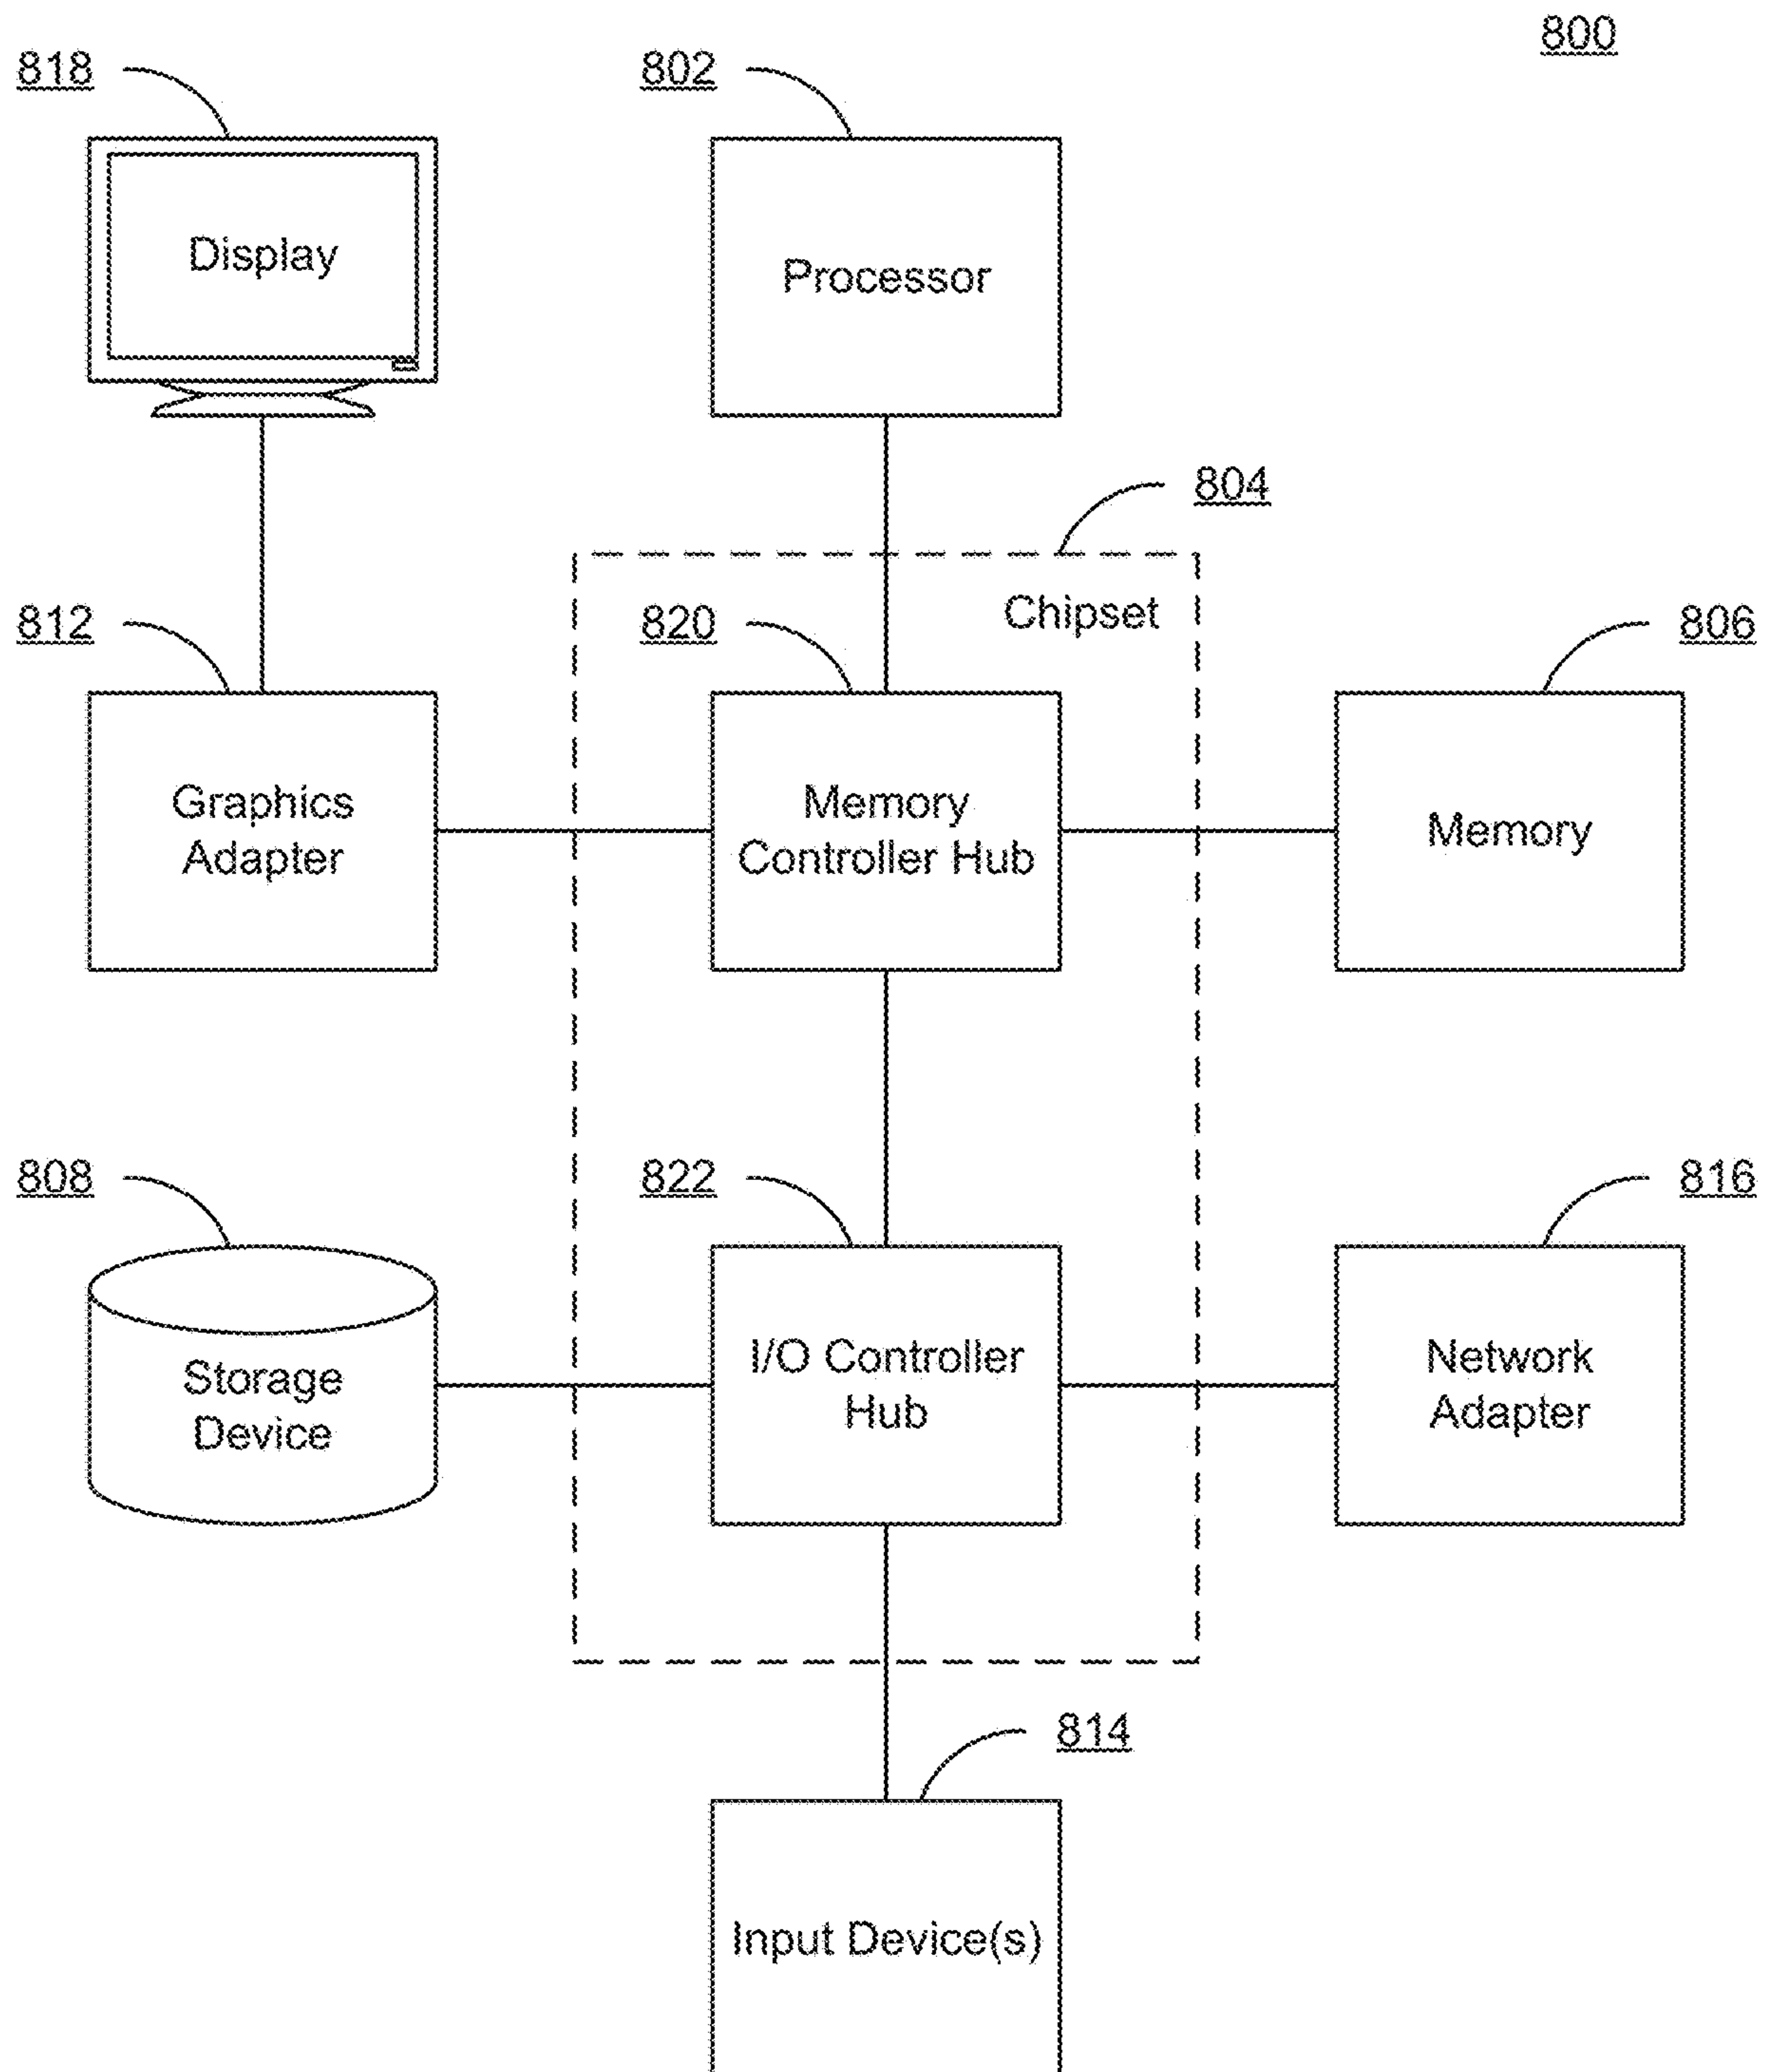 800
818
802
Display
Processor
804
Chipset
812
820
806
Graphics
Adapter
Memory
Controller Hub
Memory
808
822
816
Storage
Device
I/O Controller
Hub
Network
Adapter
814
Input Device(s)